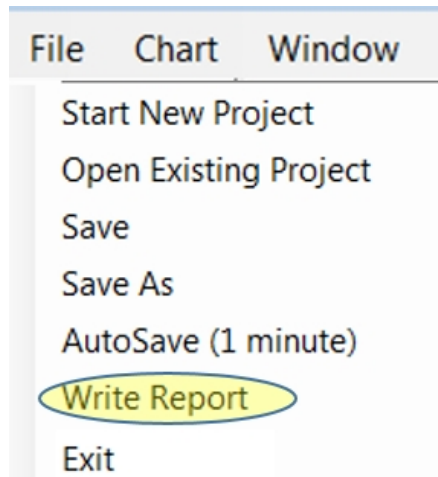 File Chart Window
Start New Project
Open Existing Project
Save
Save As
AutoSave (1 minute)
Write Report
Exit